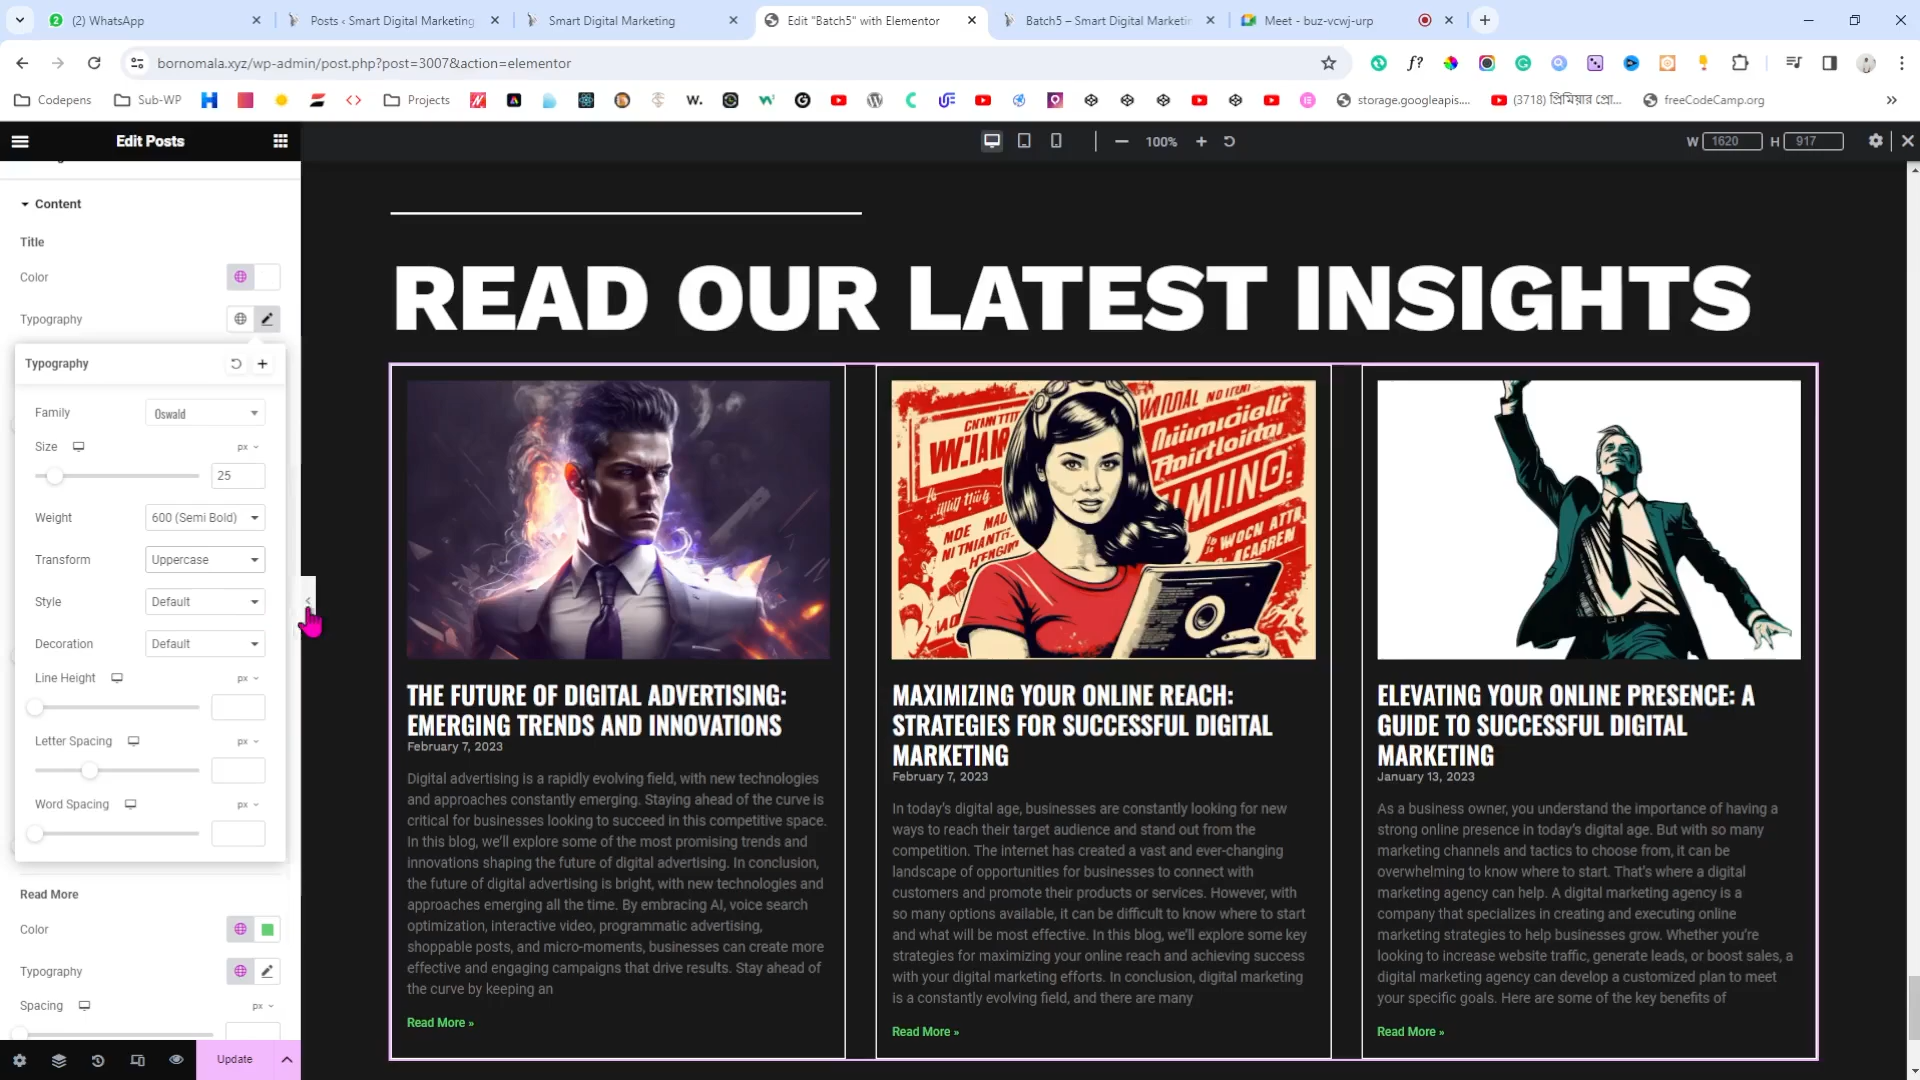 (2) WhatsApp
Posts ‹ Smart Digital Marketing
Smart Digital Marketing
Edit "Batch5" with Elementor
Batch5 – Smart Digital Marketin
Meet - buz-vcwj-urp
bornomala.xyz/wp-admin/post.php?post=3007&action=elementor
Codepens
Sub-WP
Projects
storage.googleapis....
(3718) প্রিমিয়ার প্রো...
freeCodeCamp.org
Edit Posts
100%
W 1620 H 917
Content
Title
Color
Typography
Typography
Family Oswald
Size px
25
Weight 600 (Semi Bold)
Transform Uppercase
Style Default
Decoration Default
Line Height px
Letter Spacing px
Word Spacing px
Read More
Color
Typography
Spacing px
Update
READ OUR LATEST INSIGHTS
THE FUTURE OF DIGITAL ADVERTISING:
EMERGING TRENDS AND INNOVATIONS
February 7, 2023
Digital advertising is a rapidly evolving field, with new technologies
and approaches constantly emerging. Staying ahead of the curve is
critical for businesses looking to succeed in this competitive space.
In this blog, we'll explore some of the most promising trends and
innovations shaping the future of digital advertising. In conclusion,
the future of digital advertising is bright, with new technologies and
approaches emerging all the time. By embracing AI, voice search
optimization, interactive video, programmatic advertising,
shoppable posts, and micro-moments, businesses can create more
effective and engaging campaigns that drive results. Stay ahead of
the curve by keeping an
Read More »
MAXIMIZING YOUR ONLINE REACH:
STRATEGIES FOR SUCCESSFUL DIGITAL
MARKETING
February 7, 2023
In today's digital age, businesses are constantly looking for new
ways to reach their target audience and stand out from the
competition. The internet has created a vast and ever-changing
landscape of opportunities for businesses to connect with
customers and promote their products or services. However, with
so many options available, it can be difficult to know where to start
and what will be most effective. In this blog, we'll explore some key
strategies for maximizing your online reach and achieving success
with your digital marketing efforts. In conclusion, digital marketing
is a constantly evolving field, and there are many
Read More »
ELEVATING YOUR ONLINE PRESENCE: A
GUIDE TO SUCCESSFUL DIGITAL
MARKETING
January 13, 2023
As a business owner, you understand the importance of having a
strong online presence in today's digital age. But with so many
marketing channels and tactics to choose from, it can be
overwhelming to know where to start. That's where a digital
marketing agency can help. A digital marketing agency is a
company that specializes in creating and executing online
marketing strategies to help businesses grow. Whether you're
looking to increase website traffic, generate leads, or boost sales, a
digital marketing agency can develop a customized plan to meet
your specific goals. Here are some of the key benefits of
Read More »